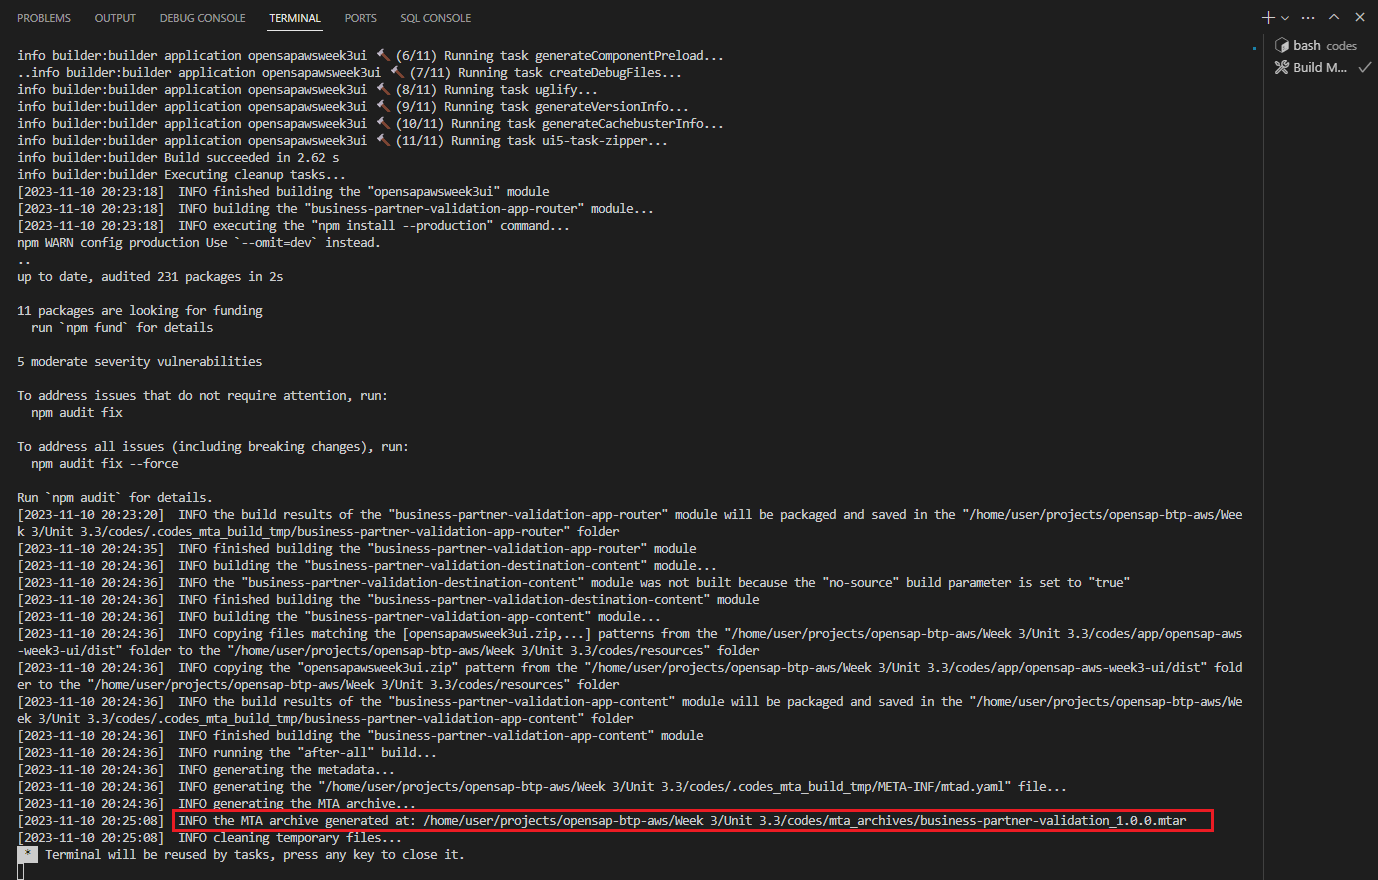 PROBLEMS OUTPUT DEBUG CONSOLE TERMINAL PORTS SQL CONSOLE
info builder:builder application opensapawsweek3ui 🔨 (6/11) Running task generateComponentPreload...
..info builder:builder application opensapawsweek3ui 🔨 (7/11) Running task createDebugFiles...
info builder:builder application opensapawsweek3ui 🔨 (8/11) Running task uglify...
info builder:builder application opensapawsweek3ui 🔨 (9/11) Running task generateVersionInfo...
info builder:builder application opensapawsweek3ui 🔨 (10/11) Running task generateCachebusterInfo...
info builder:builder application opensapawsweek3ui 🔨 (11/11) Running task ui5-task-zipper...
info builder:builder Build succeeded in 2.62 s
info builder:builder Executing cleanup tasks...
[2023-11-10 20:23:18]  INFO finished building the "opensapawsweek3ui" module
[2023-11-10 20:23:18]  INFO building the "business-partner-validation-app-router" module...
[2023-11-10 20:23:18]  INFO executing the "npm install --production" command...
npm WARN config production Use `--omit=dev` instead.
..
up to date, audited 231 packages in 2s
11 packages are looking for funding
  run `npm fund` for details
5 moderate severity vulnerabilities
To address issues that do not require attention, run:
  npm audit fix
To address all issues (including breaking changes), run:
  npm audit fix --force
Run `npm audit` for details.
[2023-11-10 20:23:20]  INFO the build results of the "business-partner-validation-app-router" module will be packaged and saved in the "/home/user/projects/opensap-btp-aws/Wee
k 3/Unit 3.3/codes/.codes_mta_build_tmp/business-partner-validation-app-router" folder
[2023-11-10 20:24:35]  INFO finished building the "business-partner-validation-app-router" module
[2023-11-10 20:24:36]  INFO building the "business-partner-validation-destination-content" module...
[2023-11-10 20:24:36]  INFO the "business-partner-validation-destination-content" module was not built because the "no-source" build parameter is set to "true"
[2023-11-10 20:24:36]  INFO finished building the "business-partner-validation-destination-content" module
[2023-11-10 20:24:36]  INFO building the "business-partner-validation-app-content" module...
[2023-11-10 20:24:36]  INFO copying files matching the [opensapawsweek3ui.zip,...] patterns from the "/home/user/projects/opensap-btp-aws/Week 3/Unit 3.3/codes/app/opensap-aws
-week3-ui/dist" folder to the "/home/user/projects/opensap-btp-aws/Week 3/Unit 3.3/codes/resources" folder
[2023-11-10 20:24:36]  INFO copying the "opensapawsweek3ui.zip" pattern from the "/home/user/projects/opensap-btp-aws/Week 3/Unit 3.3/codes/app/opensap-aws-week3-ui/dist" fold
er to the "/home/user/projects/opensap-btp-aws/Week 3/Unit 3.3/codes/resources" folder
[2023-11-10 20:24:36]  INFO the build results of the "business-partner-validation-app-content" module will be packaged and saved in the "/home/user/projects/opensap-btp-aws/We
ek 3/Unit 3.3/codes/.codes_mta_build_tmp/business-partner-validation-app-content" folder
[2023-11-10 20:24:36]  INFO finished building the "business-partner-validation-app-content" module
[2023-11-10 20:24:36]  INFO running the "after-all" build...
[2023-11-10 20:24:36]  INFO generating the metadata...
[2023-11-10 20:24:36]  INFO generating the "/home/user/projects/opensap-btp-aws/Week 3/Unit 3.3/codes/.codes_mta_build_tmp/META-INF/mtad.yaml" file...
[2023-11-10 20:24:36]  INFO generating the MTA archive...
[2023-11-10 20:25:08]  INFO the MTA archive generated at: /home/user/projects/opensap-btp-aws/Week 3/Unit 3.3/codes/mta_archives/business-partner-validation_1.0.0.mtar
[2023-11-10 20:25:08]  INFO cleaning temporary files...
*  Terminal will be reused by tasks, press any key to close it.
bash codes
Build M...